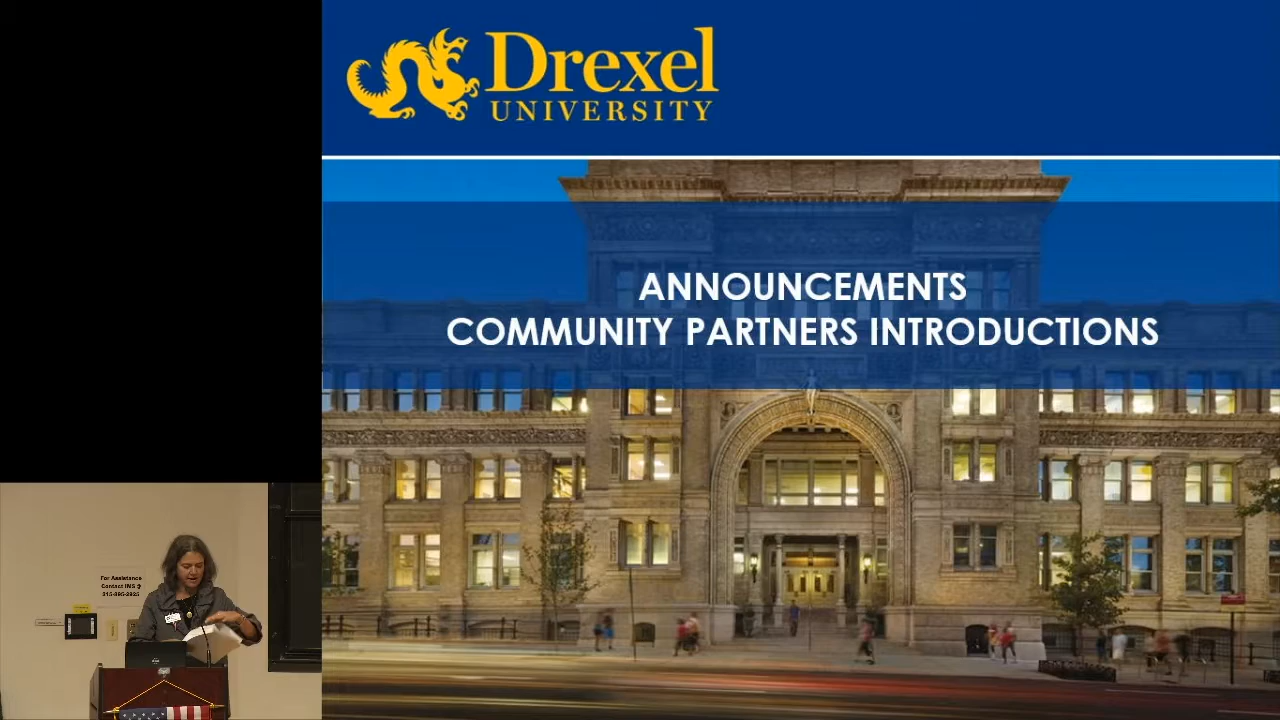 Drexel
UNIVERSITY
ANNOUNCEMENTS
COMMUNITY PARTNERS INTRODUCTIONS
For Assistance